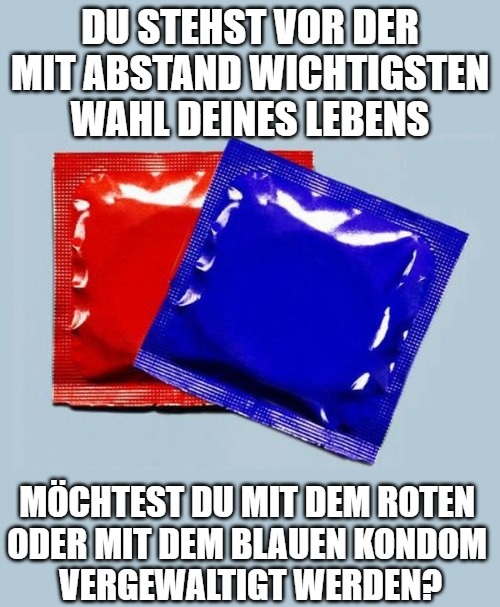 DU STEHST VOR DER
MIT ABSTAND WICHTIGSTEN
WAHL DEINES LEBENS
MÖCHTEST DU MIT DEM ROTEN
ODER MIT DEM BLAUEN KONDOM
VERGEWALTIGT WERDEN?